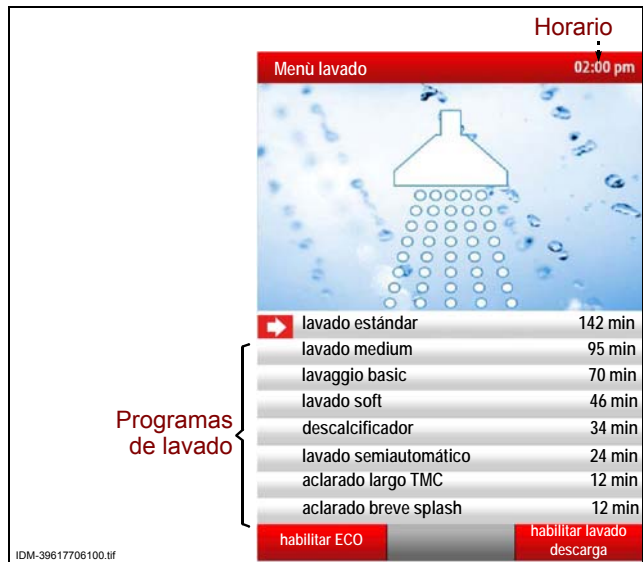 Horario
Menù lavado 02:00 pm
lavado estándar 142 min
lavado medium 95 min
lavaggio basic 70 min
lavado soft 46 min
descalcificador 34 min
lavado semiautomático 24 min
aclarado largo TMC 12 min
aclarado breve splash 12 min
Programas
de lavado
habilitar ECO
habilitar lavado
descarga
IDM-39617706100.tif